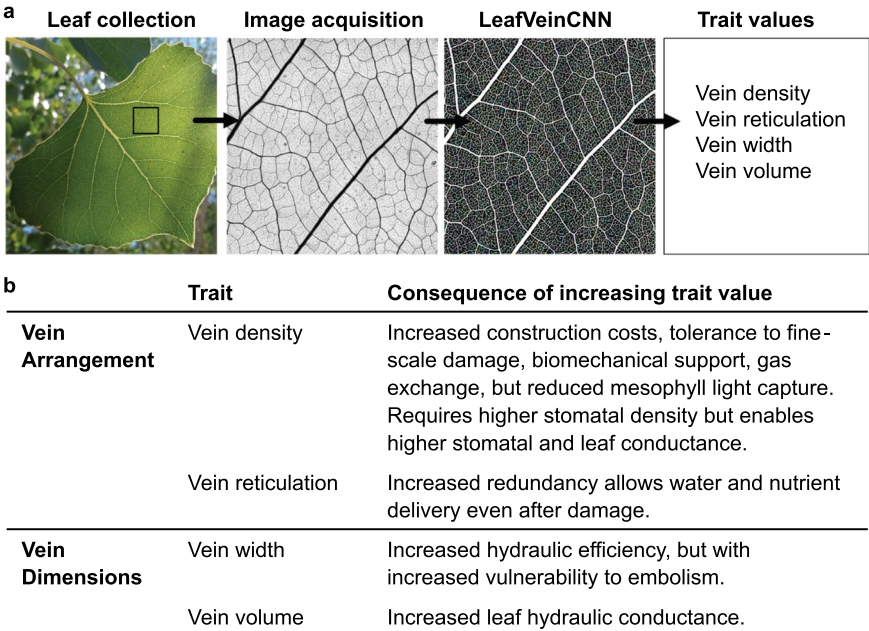 a
Leaf collection
Image acquisition
LeafVeinCNN
Trait values
Vein density
Vein reticulation
Vein width
Vein volume
b
Trait
Consequence of increasing trait value
Vein
Arrangement
Vein density
Increased construction costs, tolerance to fine-
scale damage, biomechanical support, gas
exchange, but reduced mesophyll light capture.
Requires higher stomatal density but enables
higher stomatal and leaf conductance.
Vein reticulation
Increased redundancy allows water and nutrient
delivery even after damage.
Vein
Dimensions
Vein width
Increased hydraulic efficiency, but with
increased vulnerability to embolism.
Vein volume
Increased leaf hydraulic conductance.